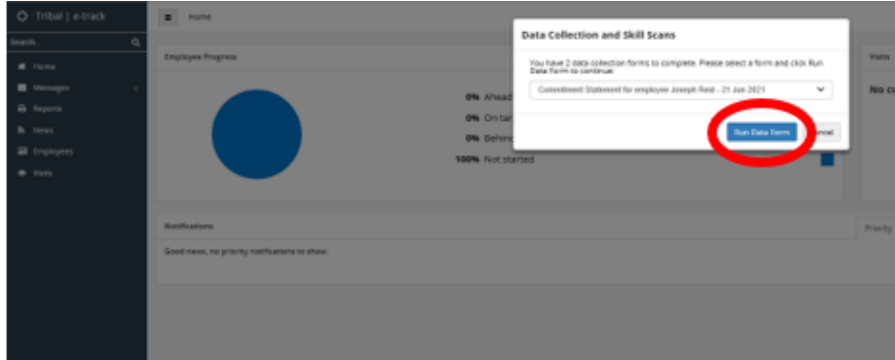 Tribal | e-track
Home
Search...
Home
Messages
Reports
News
Employees
Visits
Employee Progress
0% Ahead
0% On tar
0% Behind
100% Not started
Data Collection and Skill Scans
You have 2 data collection forms to complete. Please select a form and click Run
Data Form to continue:
Commitment Statement for employee Joseph Reid - 21 Jun 2021
Run Data Form
Visits
No cu
Notifications
Good news, no priority notifications to show.
Priority